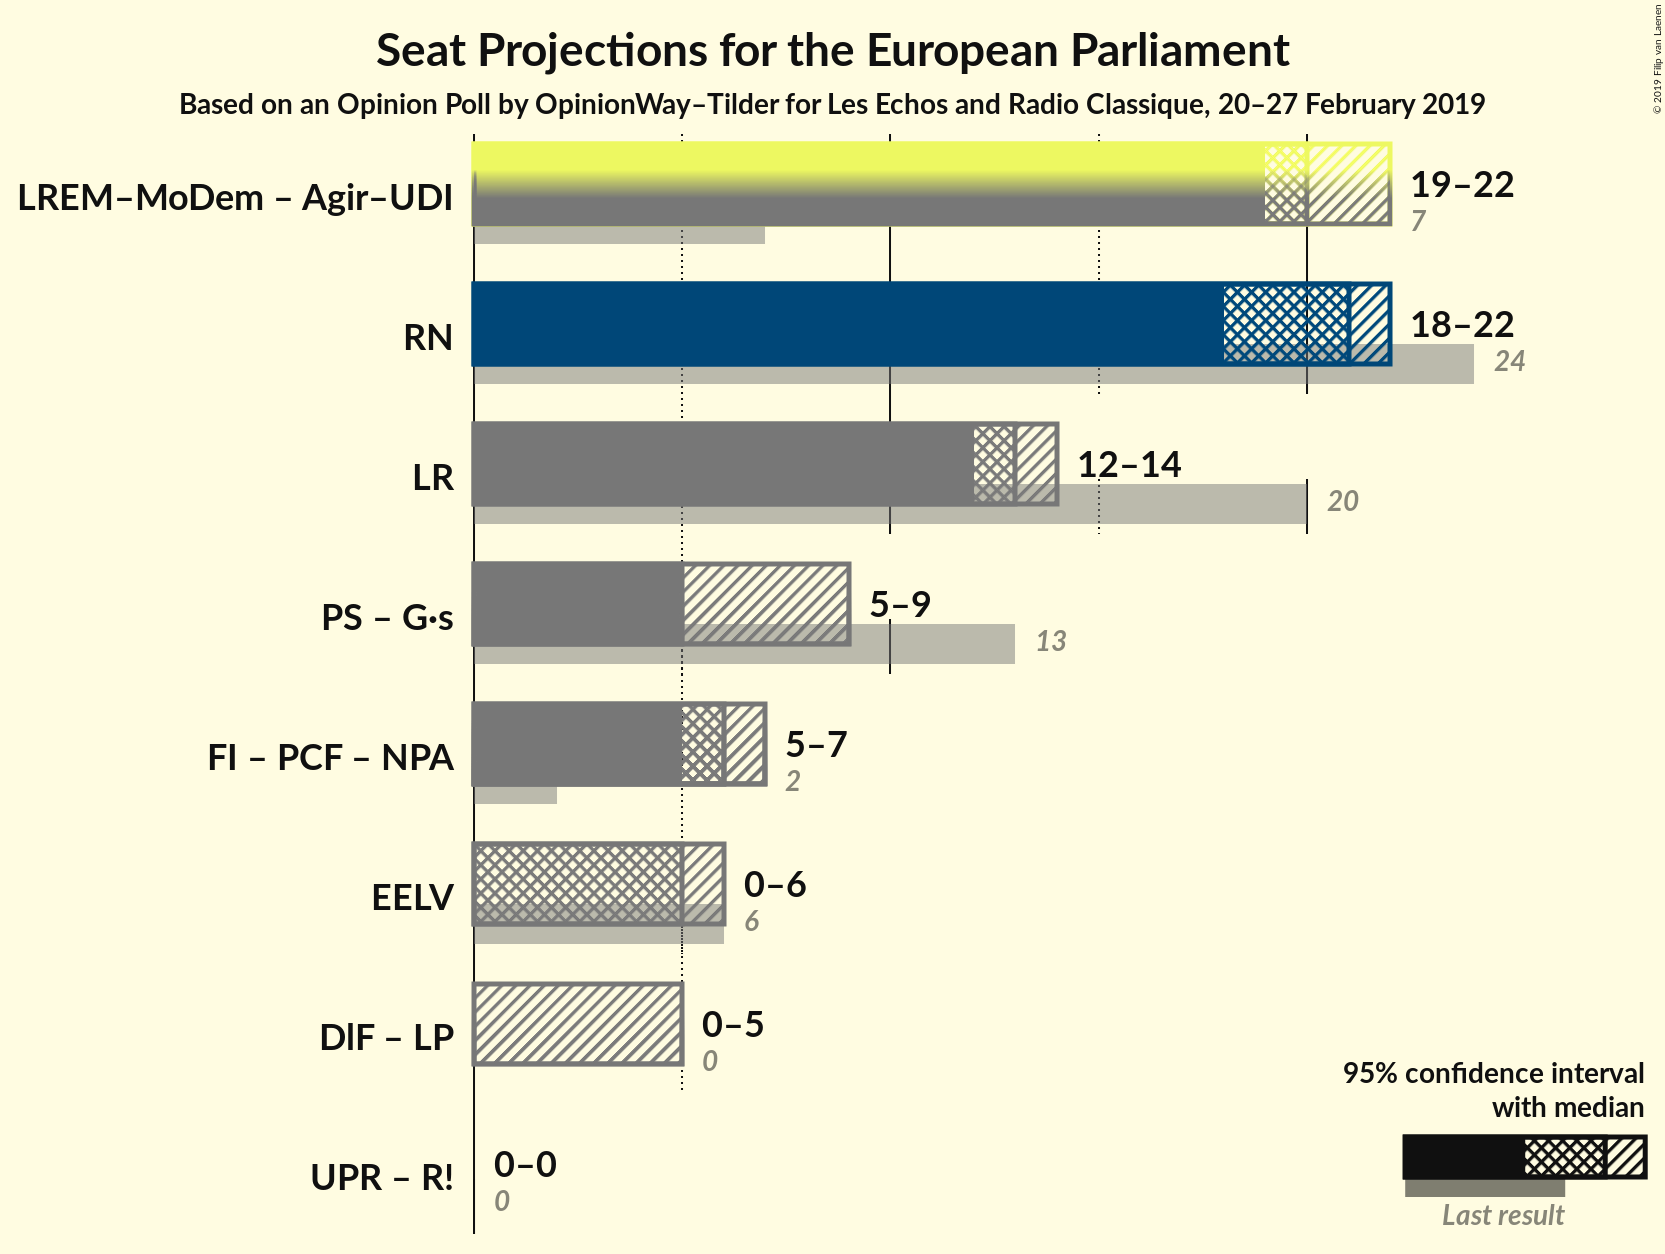 Seat Projections for the European Parliament
Based on an Opinion Poll by OpinionWay–Tilder for Les Echos and Radio Classique, 20–27 February 2019
© 2019 Filip van Laenen
LREM–MoDem – Agir–UDI
19–22
7
RN
18–22
24
LR
12–14
20
PS – G·s
5–9
13
FI – PCF – NPA
5–7
2
EELV
0–6
6
DlF – LP
0–5
0
UPR – R!
0–0
0
95% confidence interval
with median
Last result